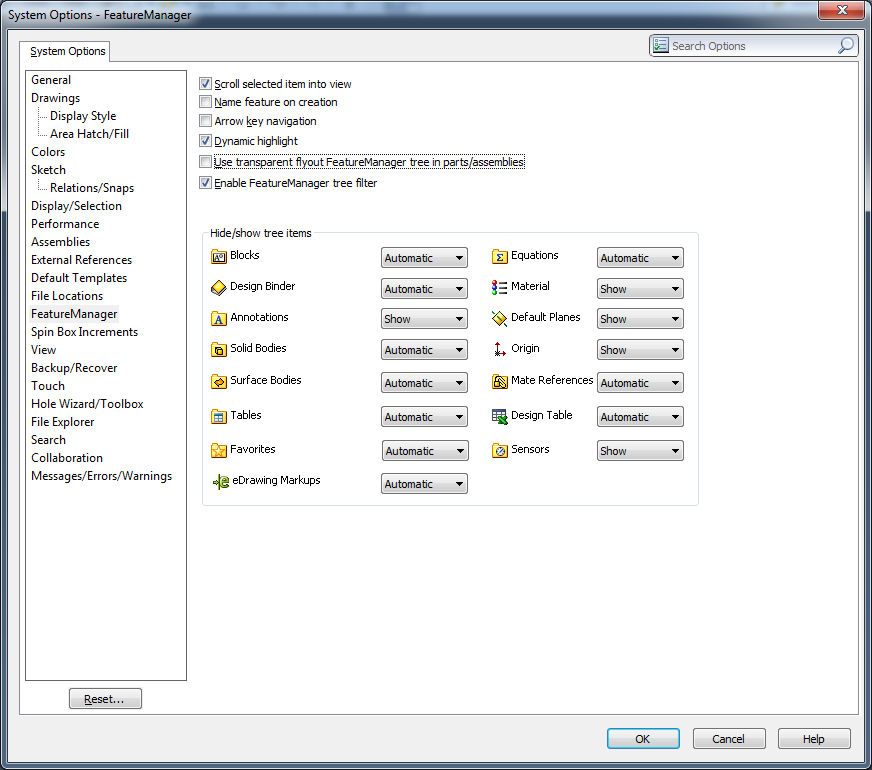 System Options - FeatureManager
System Options
Search Options
General
Drawings
Display Style
Area Hatch/Fill
Colors
Sketch
Relations/Snaps
Display/Selection
Performance
Assemblies
External References
Default Templates
File Locations
FeatureManager
Spin Box Increments
View
Backup/Recover
Touch
Hole Wizard/Toolbox
File Explorer
Search
Collaboration
Messages/Errors/Warnings
Reset...
Scroll selected item into view
Name feature on creation
Arrow key navigation
Dynamic highlight
Use transparent flyout FeatureManager tree in parts/assemblies
Enable FeatureManager tree filter
Hide/show tree items
Blocks Automatic Equations Automatic
Design Binder Automatic Material Show
Annotations Show Default Planes Show
Solid Bodies Automatic Origin Show
Surface Bodies Automatic Mate References Automatic
Tables Automatic Design Table Automatic
Favorites Automatic Sensors Show
eDrawing Markups Automatic
OK Cancel Help